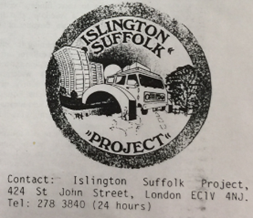 ISLINGTON
SUFFOLK
"PROJECT"
Contact: Islington Suffolk Project,
424 St John Street, London EC1V 4NJ.
Tel: 278 3840 (24 hours)